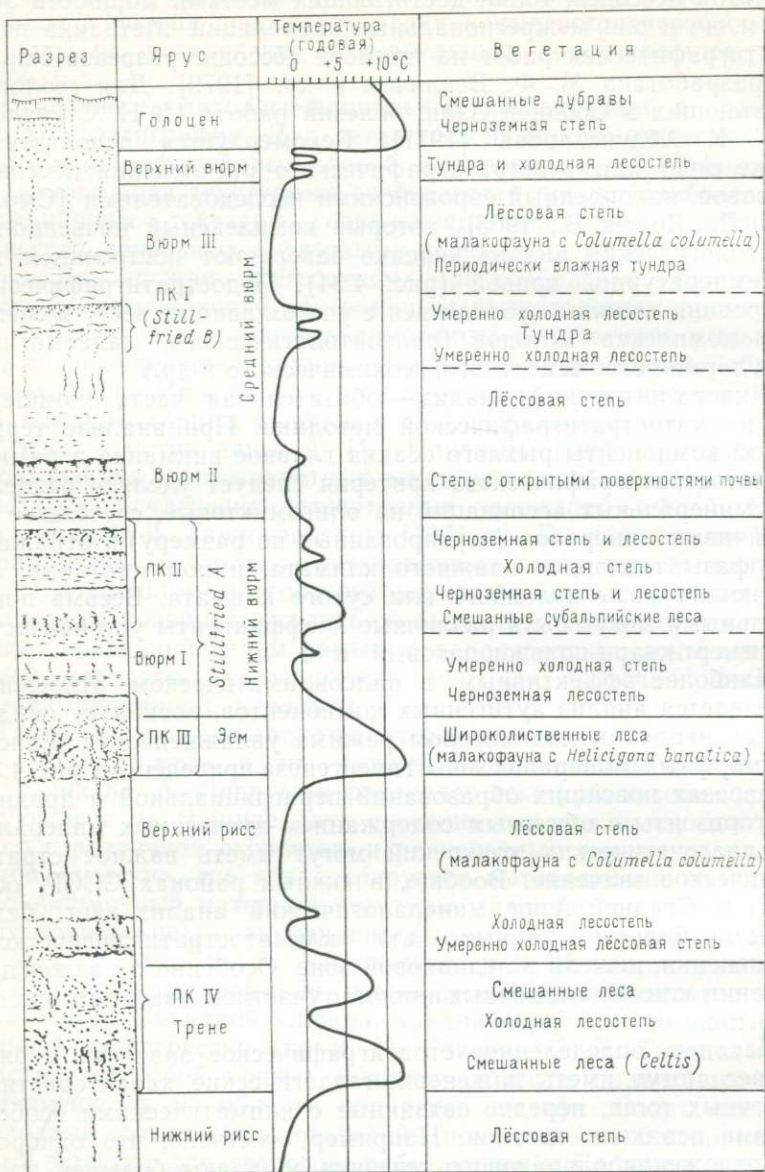 Разрез
Ярус
Температура
(годовая)
0 +5 +10°С
Вегетация
Голоцен
Смешанные дубравы
Черноземная степь
Верхний вюрм
Тундра и холодная лесостепь
Вюрм III
Лёссовая степь
(малакофауна с Columella columella)
Периодически влажная тундра
ПК I
(Still-
fried B)
Средний вюрм
Умеренно холодная лесостепь
Тундра
Умеренно холодная лесостепь
Лёссовая степь
Вюрм II
Степь с открытыми поверхностями почвы
ПК II
Stillfried A
Нижний вюрм
Черноземная степь и лесостепь
Холодная степь
Черноземная степь и лесостепь
Смешанные субальпийские леса
Вюрм I
Умеренно холодная степь
Черноземная лесостепь
ПК III Эем
Широколиственные леса
(малакофауна с Helicigona banatica)
Верхний рисс
Лёссовая степь
(малакофауна с Columella columella)
Холодная лесостепь
Умеренно холодная лёссовая степь
ПК IV
Трене
Смешанные леса
Холодная лесостепь
Смешанные леса (Celtis)
Нижний рисс
Лёссовая степь